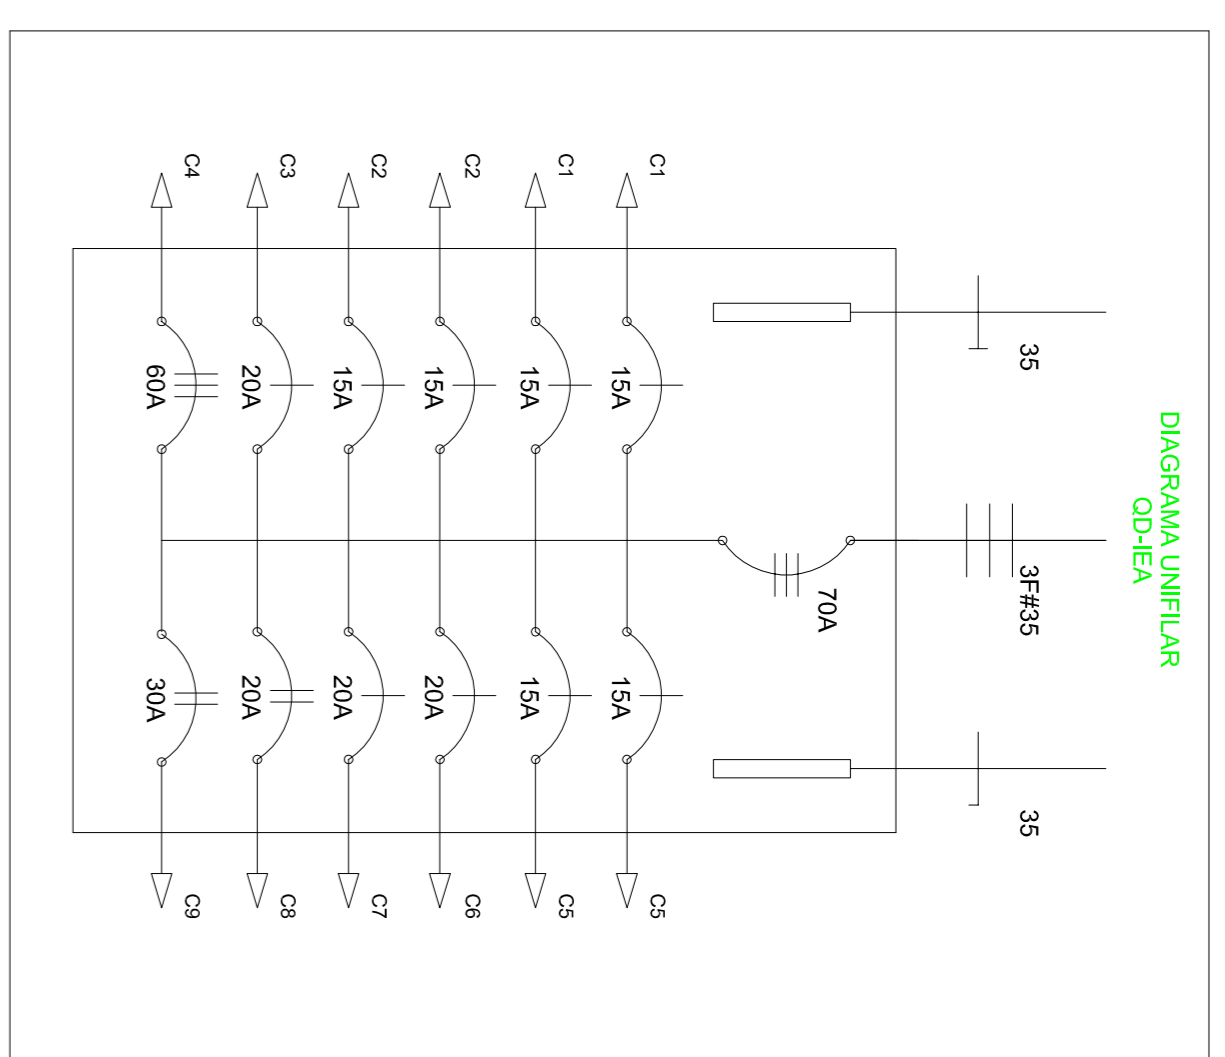 DIAGRAMA UNIFILAR
QD-IEA
35
3F#35
35
70A
C1
15A
15A
C5
C1
15A
15A
C5
C2
15A
20A
C6
C2
15A
20A
C7
C3
20A
20A
C8
C4
60A
30A
C9